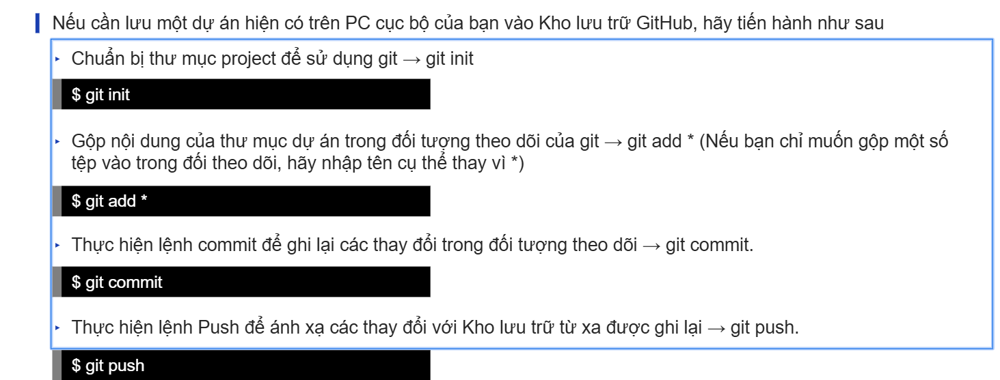 Nếu cần lưu một dự án hiện có trên PC cục bộ của bạn vào Kho lưu trữ GitHub, hãy tiến hành như sau
‣ Chuẩn bị thư mục project để sử dụng git → git init
$ git init
‣ Gộp nội dung của thư mục dự án trong đối tượng theo dõi của git → git add * (Nếu bạn chỉ muốn gộp một số
tệp vào trong đối theo dõi, hãy nhập tên cụ thể thay vì *)
$ git add *
‣ Thực hiện lệnh commit để ghi lại các thay đổi trong đối tượng theo dõi → git commit.
$ git commit
‣ Thực hiện lệnh Push để ánh xạ các thay đổi với Kho lưu trữ từ xa được ghi lại → git push.
$ git push